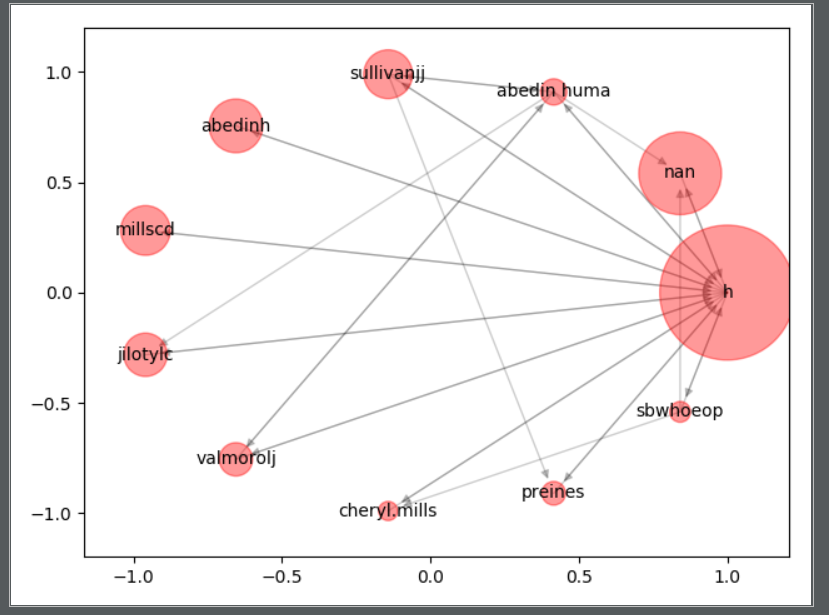 1.0
0.5
0.0
−0.5
−1.0
sullivanjj
abedin huma
abedinh
nan
millscd
h
jilotylc
sbwhoeop
valmorolj
preines
cheryl.mills
−1.0 −0.5 0.0 0.5 1.0